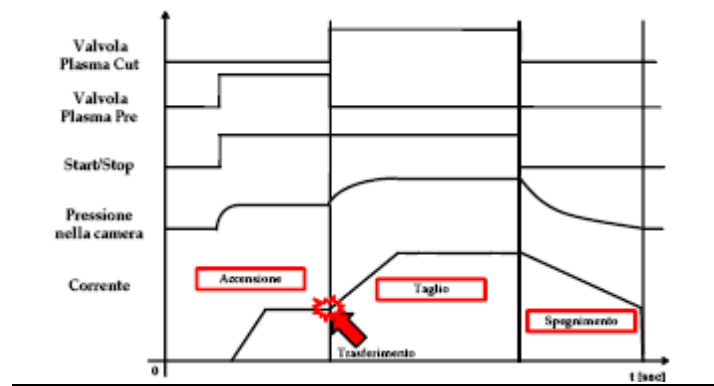 Valvola
Plasma Cut
Valvola
Plasma Pre
Start/Stop
Pressione
nella camera
Corrente
Accensione
Taglio
Spegnimento
Trasferimento
0
t [sec]